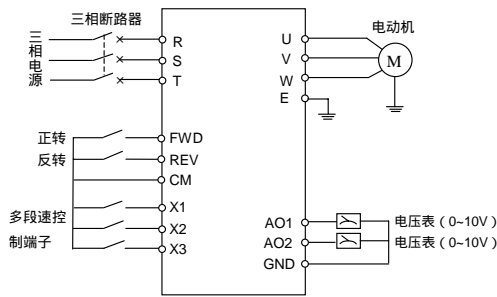 三相断路器
三相电源
R
S
T
正转
FWD
反转
REV
CM
多段速控
制端子
X1
X2
X3
U
V
W
E
电动机
M
AO1
电压表（0~10V）
AO2
电压表（0~10V）
GND